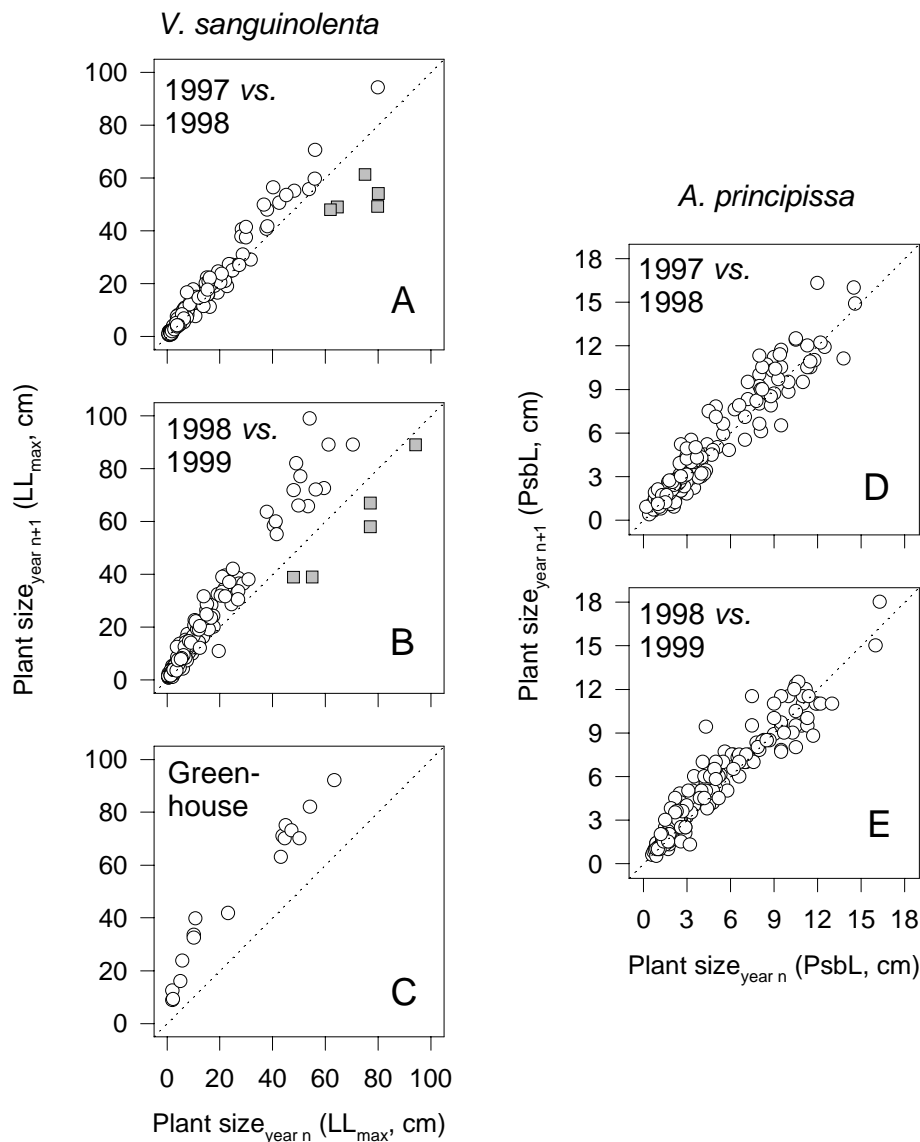 V. sanguinolenta
100
80
60
40
20
0
1997 vs.
1998
A
100
80
60
40
20
0
1998 vs.
1999
B
100
80
60
40
20
0
Green-
house
C
0 20 40 60 80 100
Plant size year n+1 (LLmax, cm)
Plant size year n (LLmax, cm)
A. principissa
18
15
12
9
6
3
0
1997 vs.
1998
D
18
15
12
9
6
3
0
1998 vs.
1999
E
0 3 6 9 12 15 18
Plant size year n+1 (PsbL, cm)
Plant size year n (PsbL, cm)